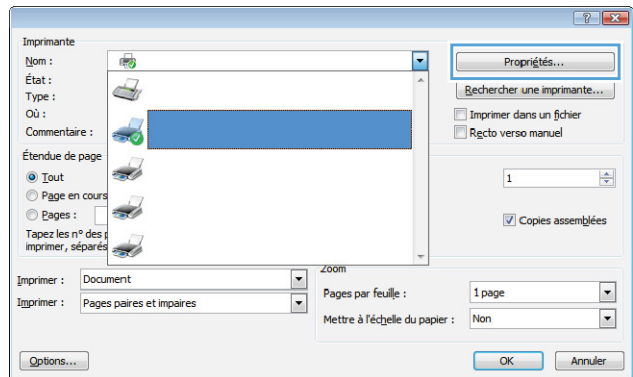 Imprimante
Nom :
Propriétés...
État :
Rechercher une imprimante...
Type :
Où :
Imprimer dans un fichier
Commentaire :
Recto verso manuel
Étendue de page
Tout
1
Page en cours
Pages :
Copies assemblées
Tapez les n° des
imprimer, séparés
Zoom
Imprimer :
Document
Pages par feuille :
1 page
Imprimer :
Pages paires et impaires
Mettre à l'échelle du papier :
Non
Options...
OK
Annuler